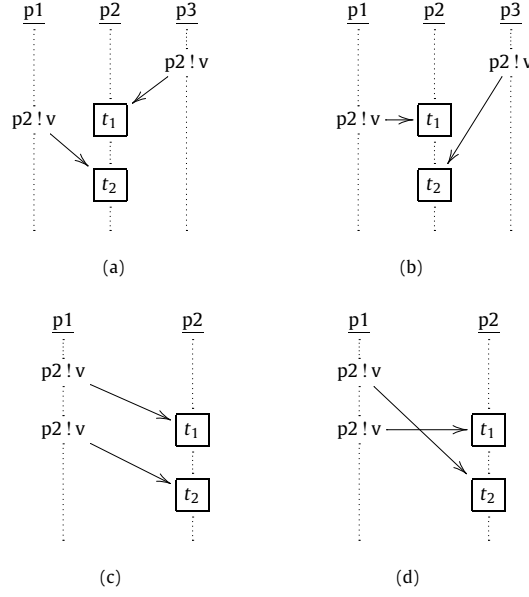 p1 p2 p3 p1 p2 p3
p2 ! v p2 ! v
p2 ! v t1 p2 ! v t1
t2 t2
(a) (b)
p1 p2 p1 p2
p2 ! v p2 ! v
p2 ! v t1 p2 ! v t1
t2 t2
(c) (d)